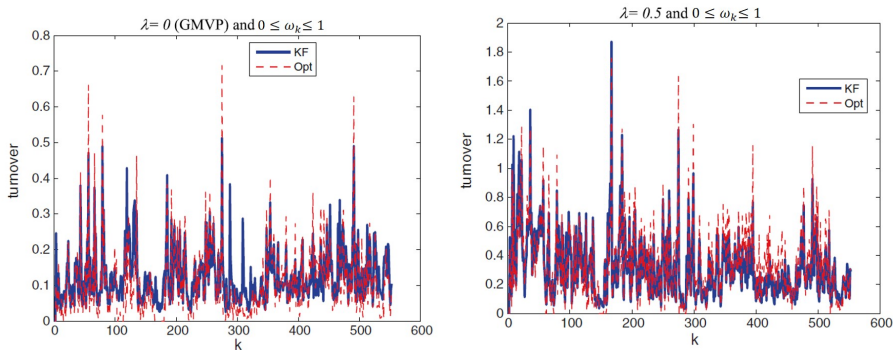 λ= 0 (GMVP) and 0 ≤ ωk ≤ 1
KF
Opt
turnover
0.8
0.7
0.6
0.5
0.4
0.3
0.2
0.1
0
0 100 200 300 400 500 600
k
λ= 0.5 and 0 ≤ ωk ≤ 1
KF
Opt
turnover
2
1.8
1.6
1.4
1.2
1
0.8
0.6
0.4
0.2
0
0 100 200 300 400 500 600
k